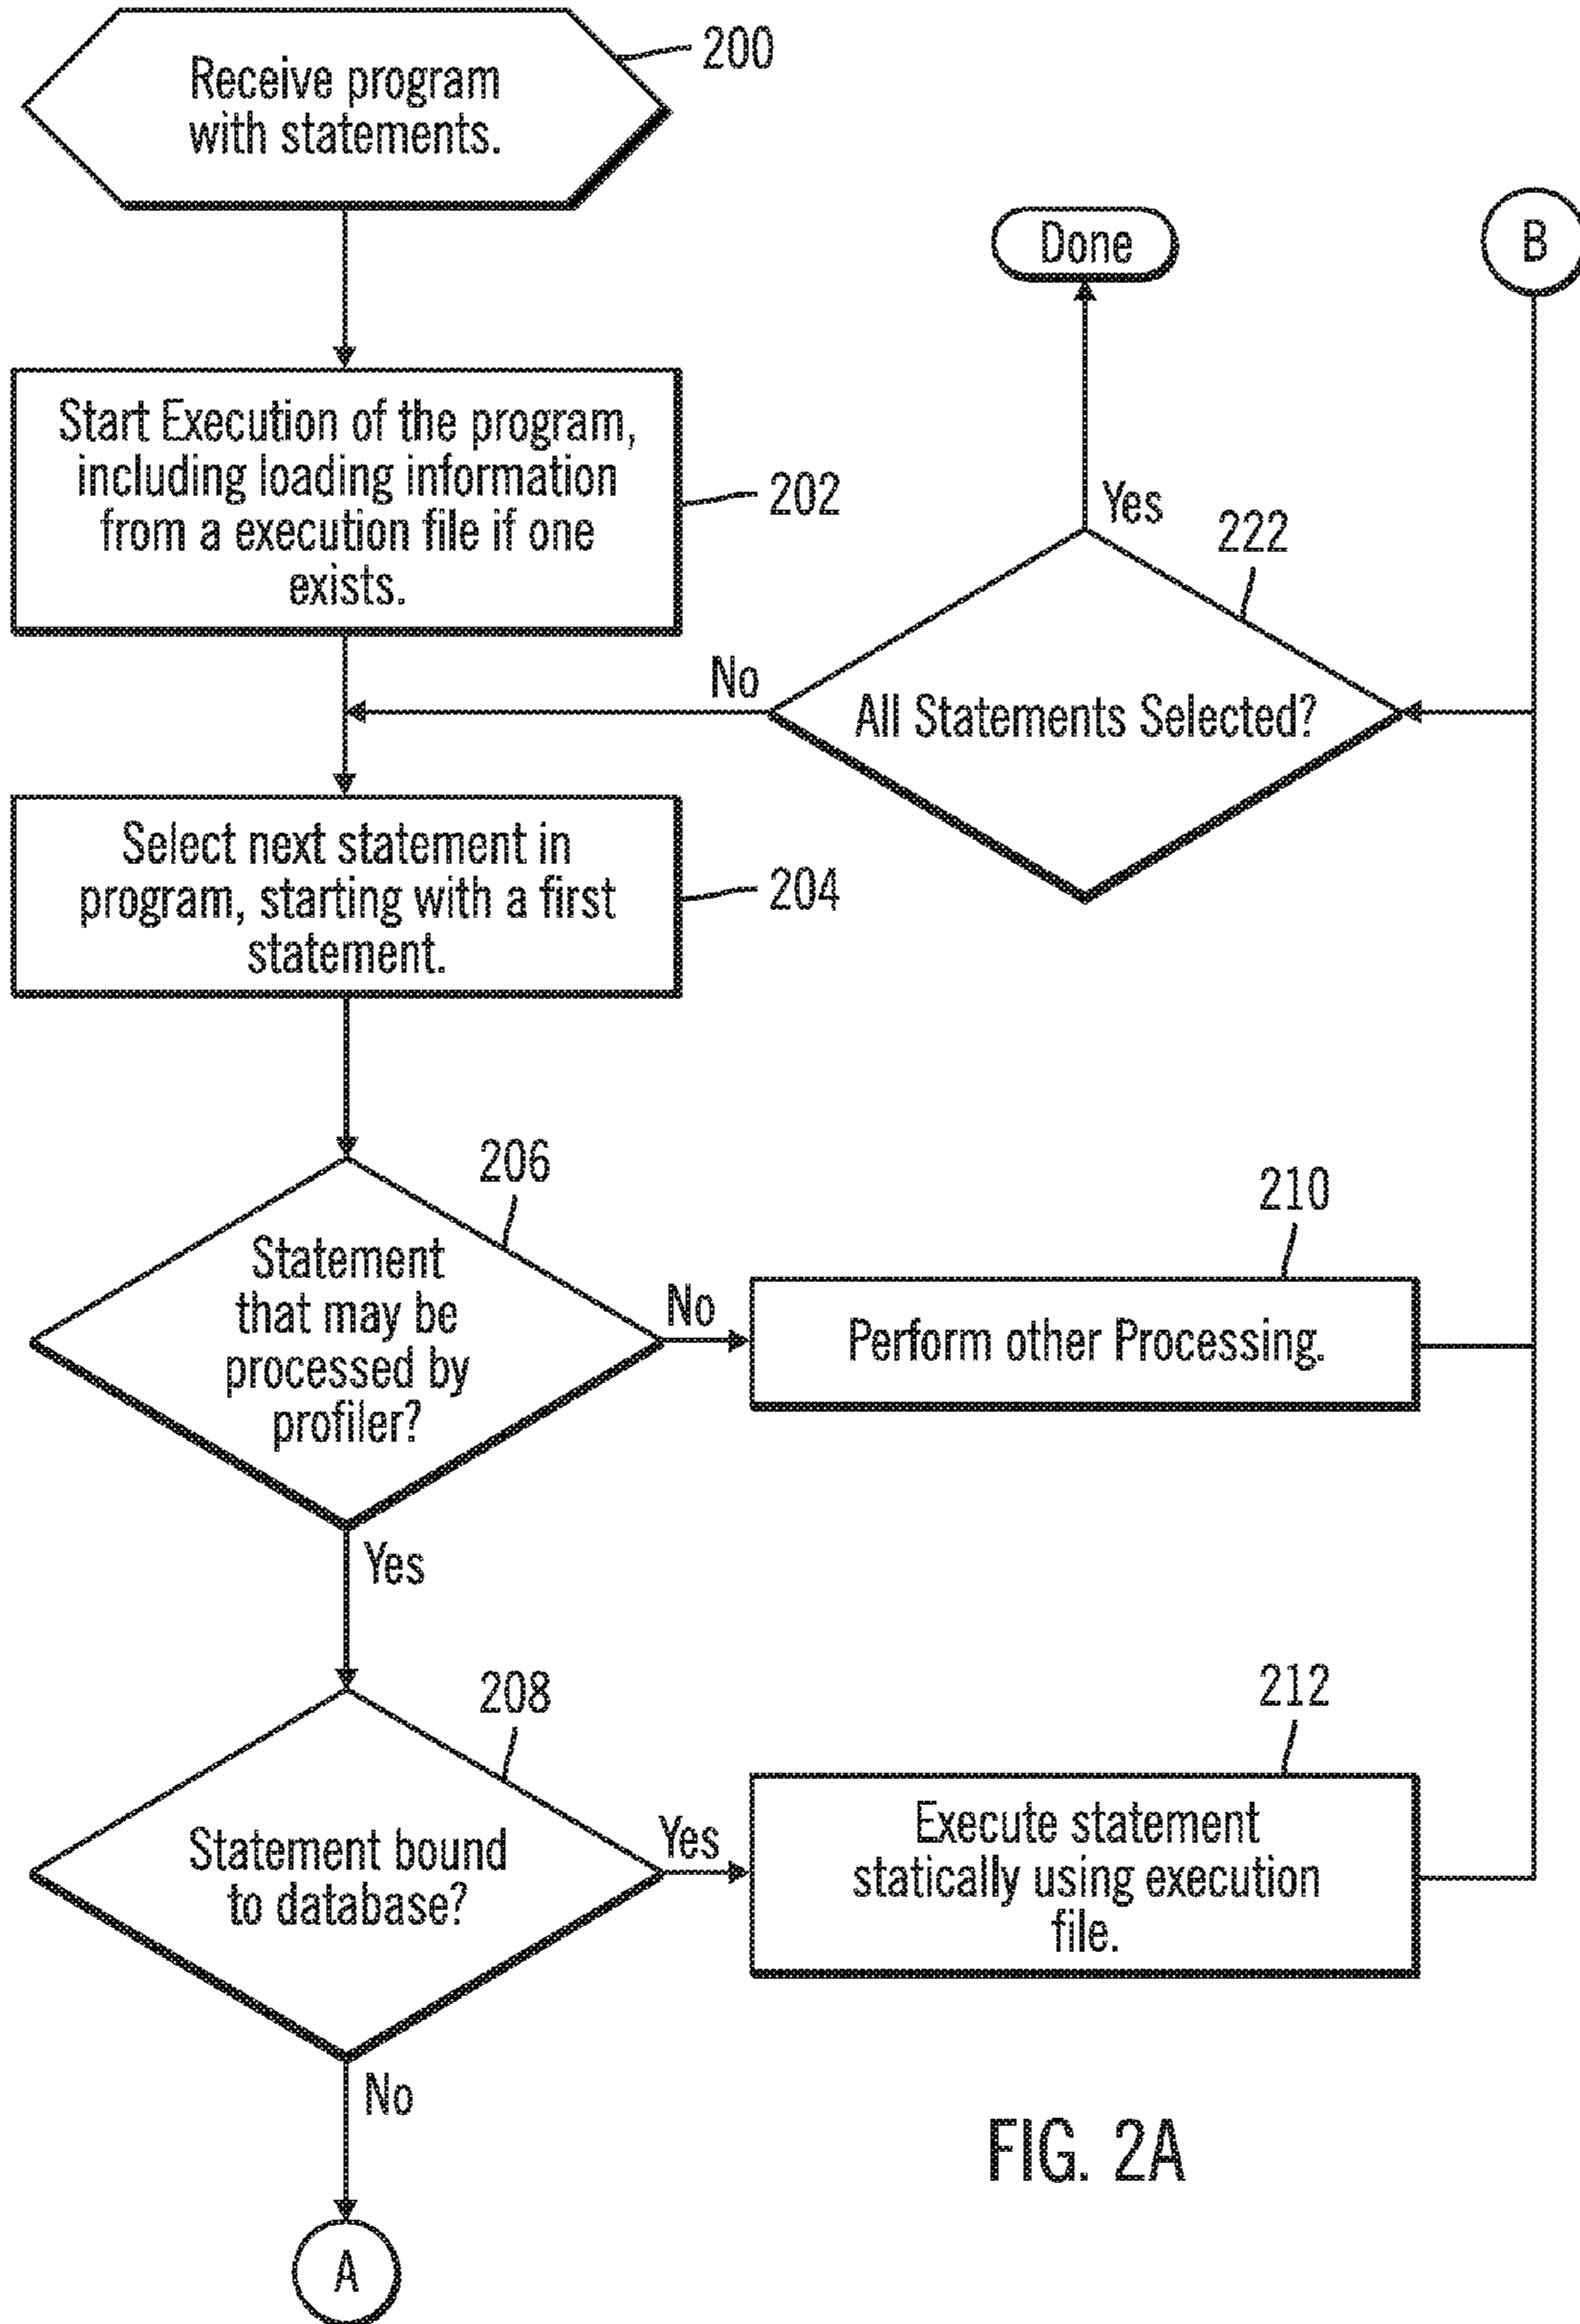 Receive program
with statements.
200
Done
B
Start Execution of the program,
including loading information
from a execution file if one
exists.
202
Yes
222
No
All Statements Selected?
Select next statement in
program, starting with a first
statement.
204
206
Statement
that may be
processed by
profiler?
No
210
Perform other Processing.
Yes
208
Statement bound
to database?
Yes
212
Execute statement
statically using execution
file.
No
FIG. 2A
A